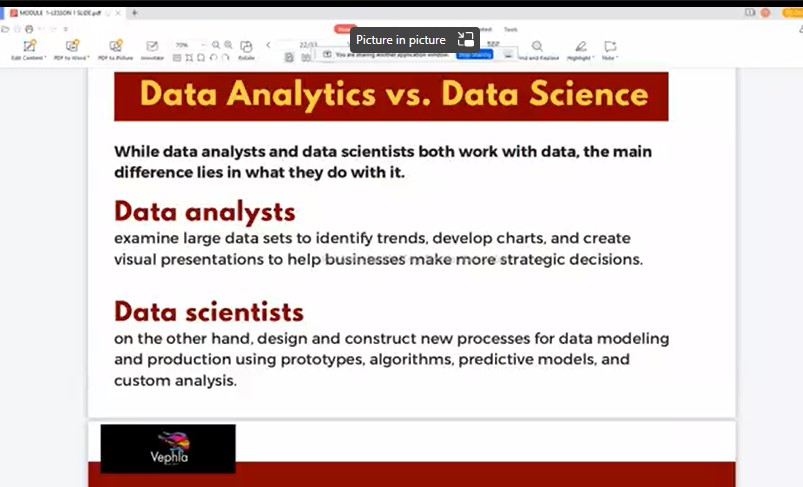 MODULE 1-LESSON 1 SLIDE.pdf
Tools
Picture in picture
70%
22/33
You are sharing another application window.
Stop sharing
Edit Content
PDF to Word
PDF to Picture
Annotate
Rotate
Find and Replace
Highlight
Note
Data Analytics vs. Data Science
While data analysts and data scientists both work with data, the main
difference lies in what they do with it.
Data analysts
examine large data sets to identify trends, develop charts, and create
visual presentations to help businesses make more strategic decisions.
Data scientists
on the other hand, design and construct new processes for data modeling
and production using prototypes, algorithms, predictive models, and
custom analysis.
Vephla